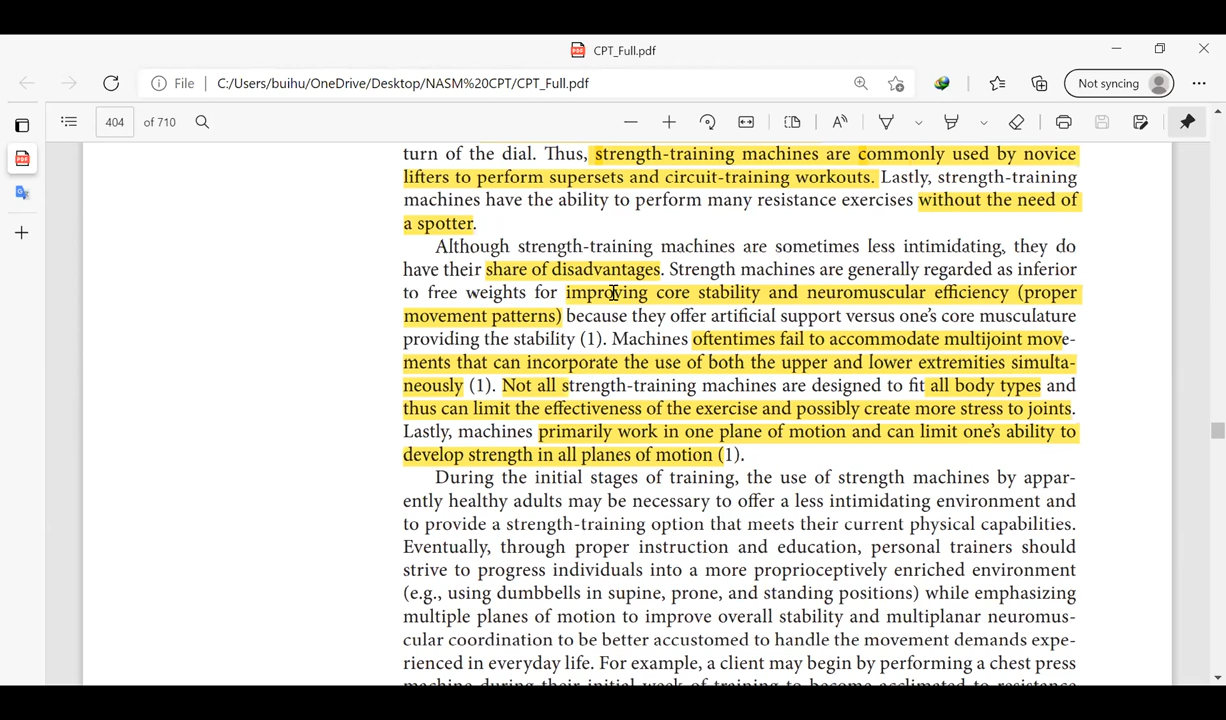 CPT_Full.pdf
File | C:/Users/buihu/OneDrive/Desktop/NASM%20CPT/CPT_Full.pdf
Not syncing
404 of 710
turn of the dial. Thus, strength-training machines are commonly used by novice
lifters to perform supersets and circuit-training workouts. Lastly, strength-training
machines have the ability to perform many resistance exercises without the need of
a spotter.
Although strength-training machines are sometimes less intimidating, they do
have their share of disadvantages. Strength machines are generally regarded as inferior
to free weights for improving core stability and neuromuscular efficiency (proper
movement patterns) because they offer artificial support versus one's core musculature
providing the stability (1). Machines oftentimes fail to accommodate multijoint move-
ments that can incorporate the use of both the upper and lower extremities simulta-
neously (1). Not all strength-training machines are designed to fit all body types and
thus can limit the effectiveness of the exercise and possibly create more stress to joints.
Lastly, machines primarily work in one plane of motion and can limit one's ability to
develop strength in all planes of motion (1).
During the initial stages of training, the use of strength machines by appar-
ently healthy adults may be necessary to offer a less intimidating environment and
to provide a strength-training option that meets their current physical capabilities.
Eventually, through proper instruction and education, personal trainers should
strive to progress individuals into a more proprioceptively enriched environment
(e.g., using dumbbells in supine, prone, and standing positions) while emphasizing
multiple planes of motion to improve overall stability and multiplanar neuromus-
cular coordination to be better accustomed to handle the movement demands expe-
rienced in everyday life. For example, a client may begin by performing a chest press
machine during their initial week of training to become acclimated to resistance